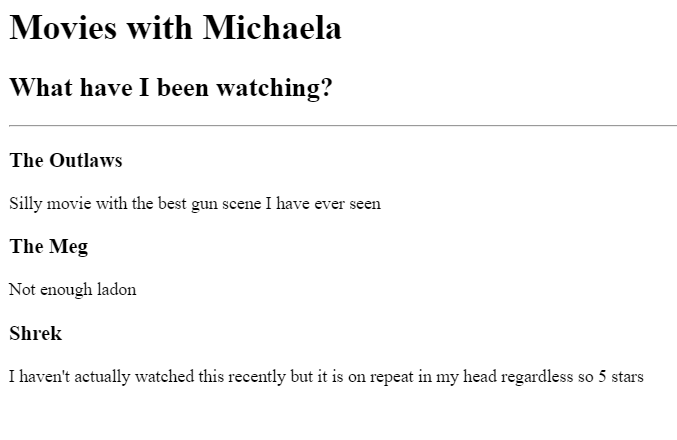 Movies with Michaela
What have I been watching?
The Outlaws
Silly movie with the best gun scene I have ever seen
The Meg
Not enough ladon
Shrek
I haven't actually watched this recently but it is on repeat in my head regardless so 5 stars